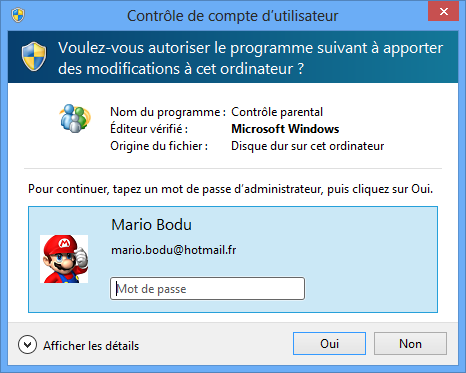 Contrôle de compte d'utilisateur
Voulez-vous autoriser le programme suivant à apporter
des modifications à cet ordinateur ?
Nom du programme : Contrôle parental
Éditeur vérifié : Microsoft Windows
Origine du fichier : Disque dur sur cet ordinateur
Pour continuer, tapez un mot de passe d'administrateur, puis cliquez sur Oui.
Mario Bodu
mario.bodu@hotmail.fr
Mot de passe
Afficher les détails
Oui
Non